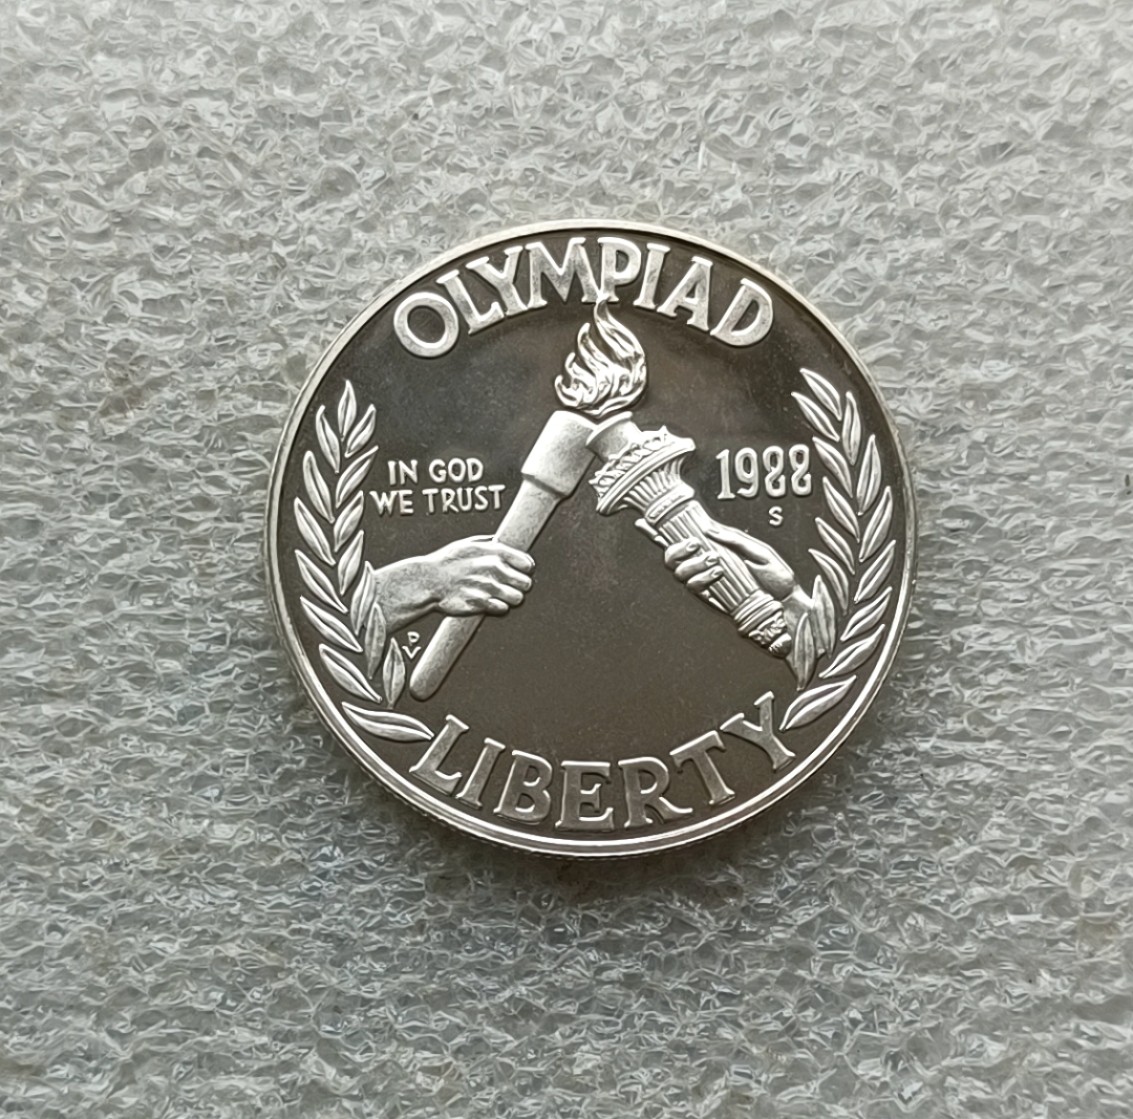 OLYMPIAD
IN GOD
WE TRUST
1988
S
P
V
LIBERTY